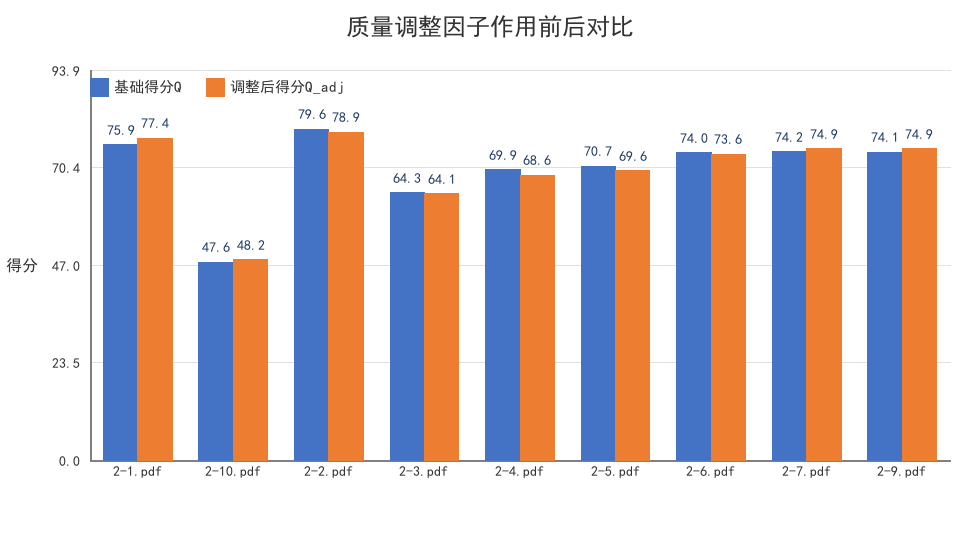 质量调整因子作用前后对比
93.9
基础得分Q 调整后得分Q_adj
75.9 77.4 47.6 48.2 79.6 78.9 64.3 64.1 69.9 68.6 70.7 69.6 74.0 73.6 74.2 74.9 74.1 74.9
70.4
47.0
得分
23.5
0.0
2-1.pdf 2-10.pdf 2-2.pdf 2-3.pdf 2-4.pdf 2-5.pdf 2-6.pdf 2-7.pdf 2-9.pdf